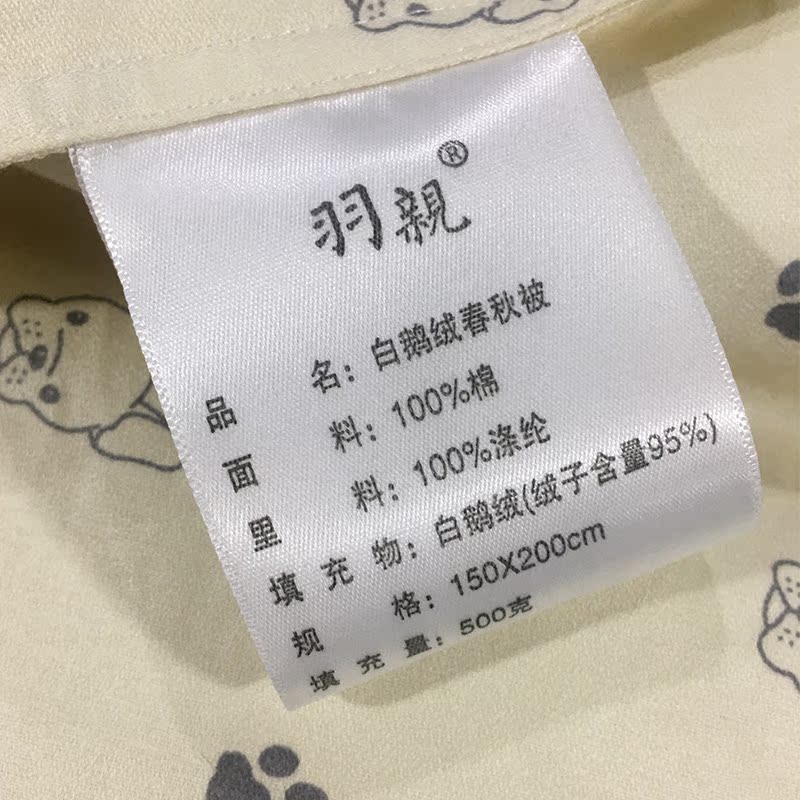 羽親®
品 名：白鹅绒春秋被
面 料：100%棉
里 料：100%涤纶
填 充 物：白鹅绒(绒子含量95%)
规 格：150X200cm
填 充 量：500克